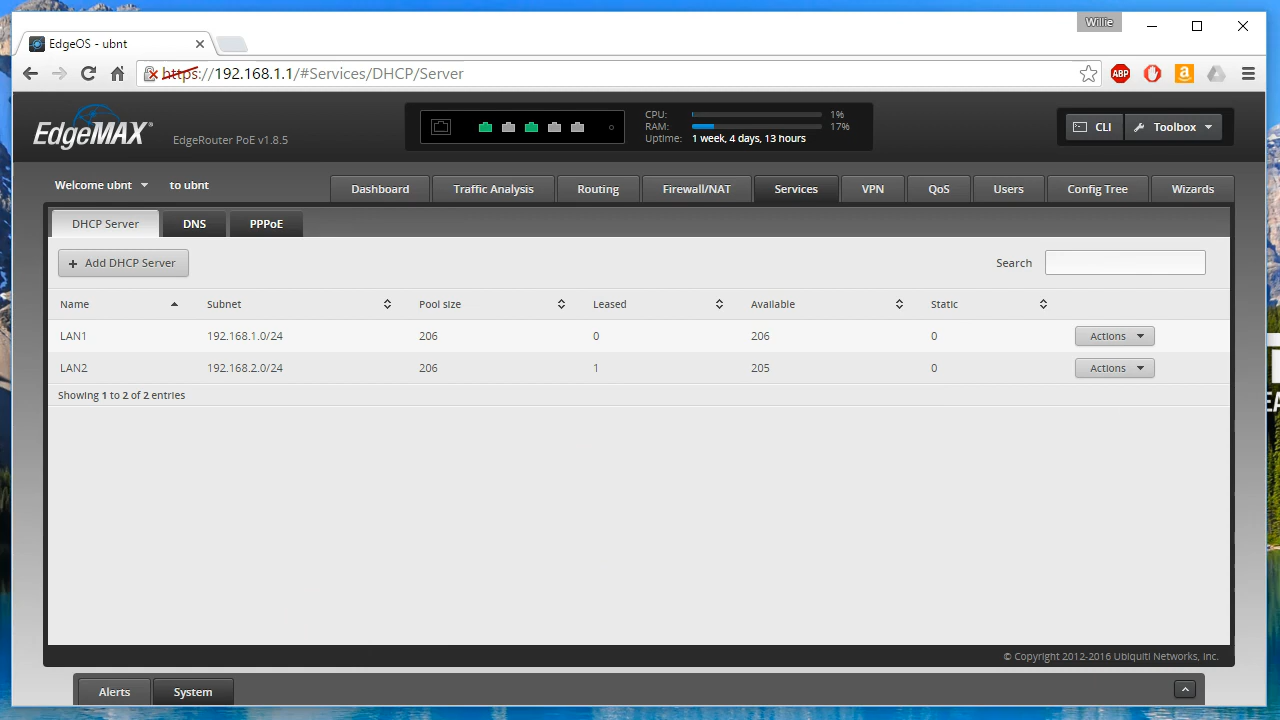 Willie
EdgeOS - ubnt
https://192.168.1.1/#Services/DHCP/Server
ABP
EdgeMAX®
EdgeRouter PoE v1.8.5
CPU: 1%
RAM: 17%
Uptime: 1 week, 4 days, 13 hours
CLI Toolbox
Welcome ubnt to ubnt
Dashboard Traffic Analysis Routing Firewall/NAT Services VPN QoS Users Config Tree Wizards
DHCP Server DNS PPPoE
+ Add DHCP Server Search
Name Subnet Pool size Leased Available Static
LAN1 192.168.1.0/24 206 0 206 0 Actions
LAN2 192.168.2.0/24 206 1 205 0 Actions
Showing 1 to 2 of 2 entries
© Copyright 2012-2016 Ubiquiti Networks, Inc.
Alerts System